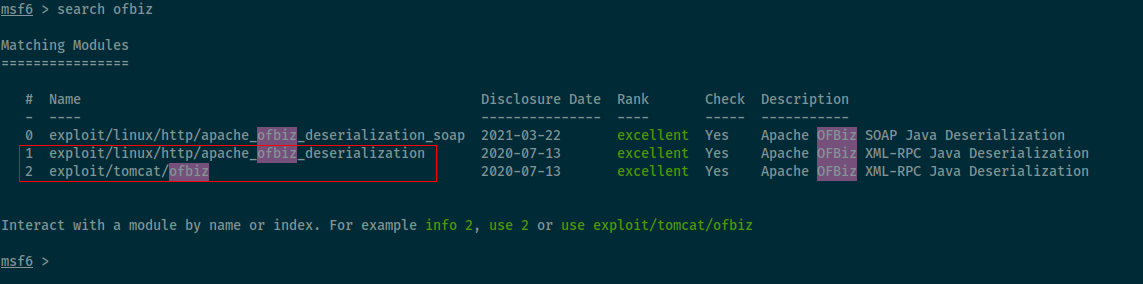 msf6 > search ofbiz
Matching Modules
================
# Name Disclosure Date Rank Check Description
- ---- --------------- ---- ----- -----------
0 exploit/linux/http/apache_ofbiz_deserialization_soap 2021-03-22 excellent Yes Apache OFBiz SOAP Java Deserialization
1 exploit/linux/http/apache_ofbiz_deserialization 2020-07-13 excellent Yes Apache OFBiz XML-RPC Java Deserialization
2 exploit/tomcat/ofbiz 2020-07-13 excellent Yes Apache OFBiz XML-RPC Java Deserialization
Interact with a module by name or index. For example info 2, use 2 or use exploit/tomcat/ofbiz
msf6 >